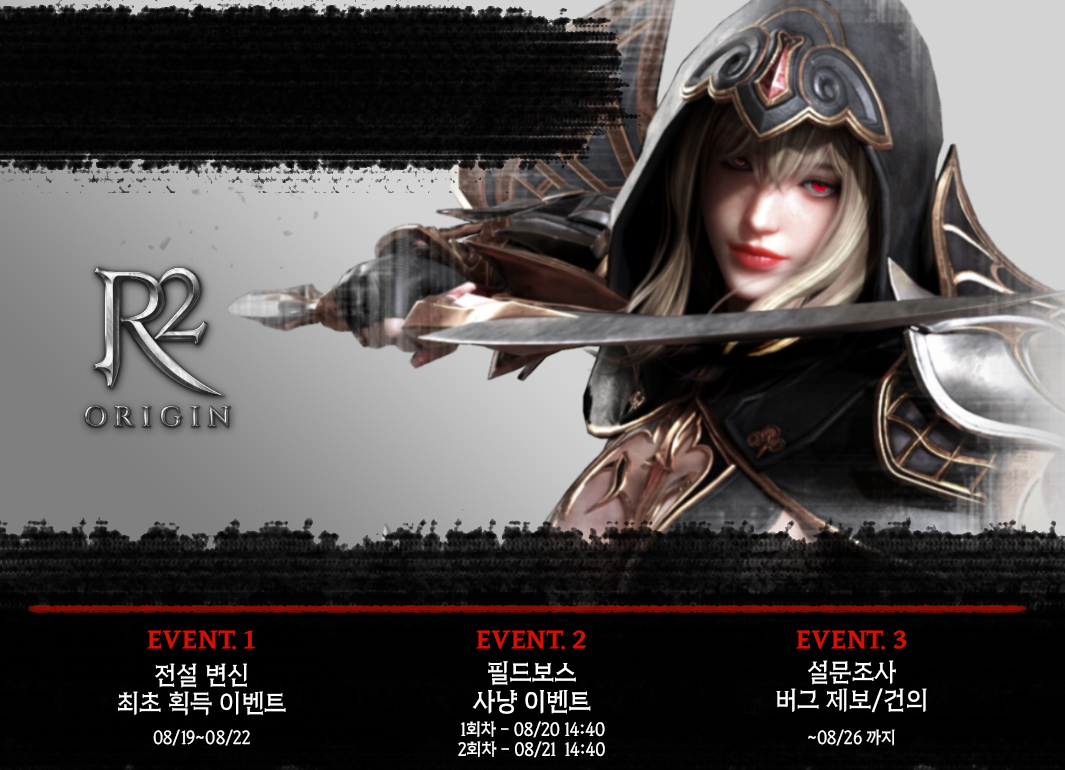 R2
ORIGIN
EVENT. 1
전설 변신
최초 획득 이벤트
08/19~08/22
EVENT. 2
필드보스
사냥 이벤트
1회차 - 08/20 14:40
2회차 - 08/21 14:40
EVENT. 3
설문조사
버그 제보/건의
~08/26 까지